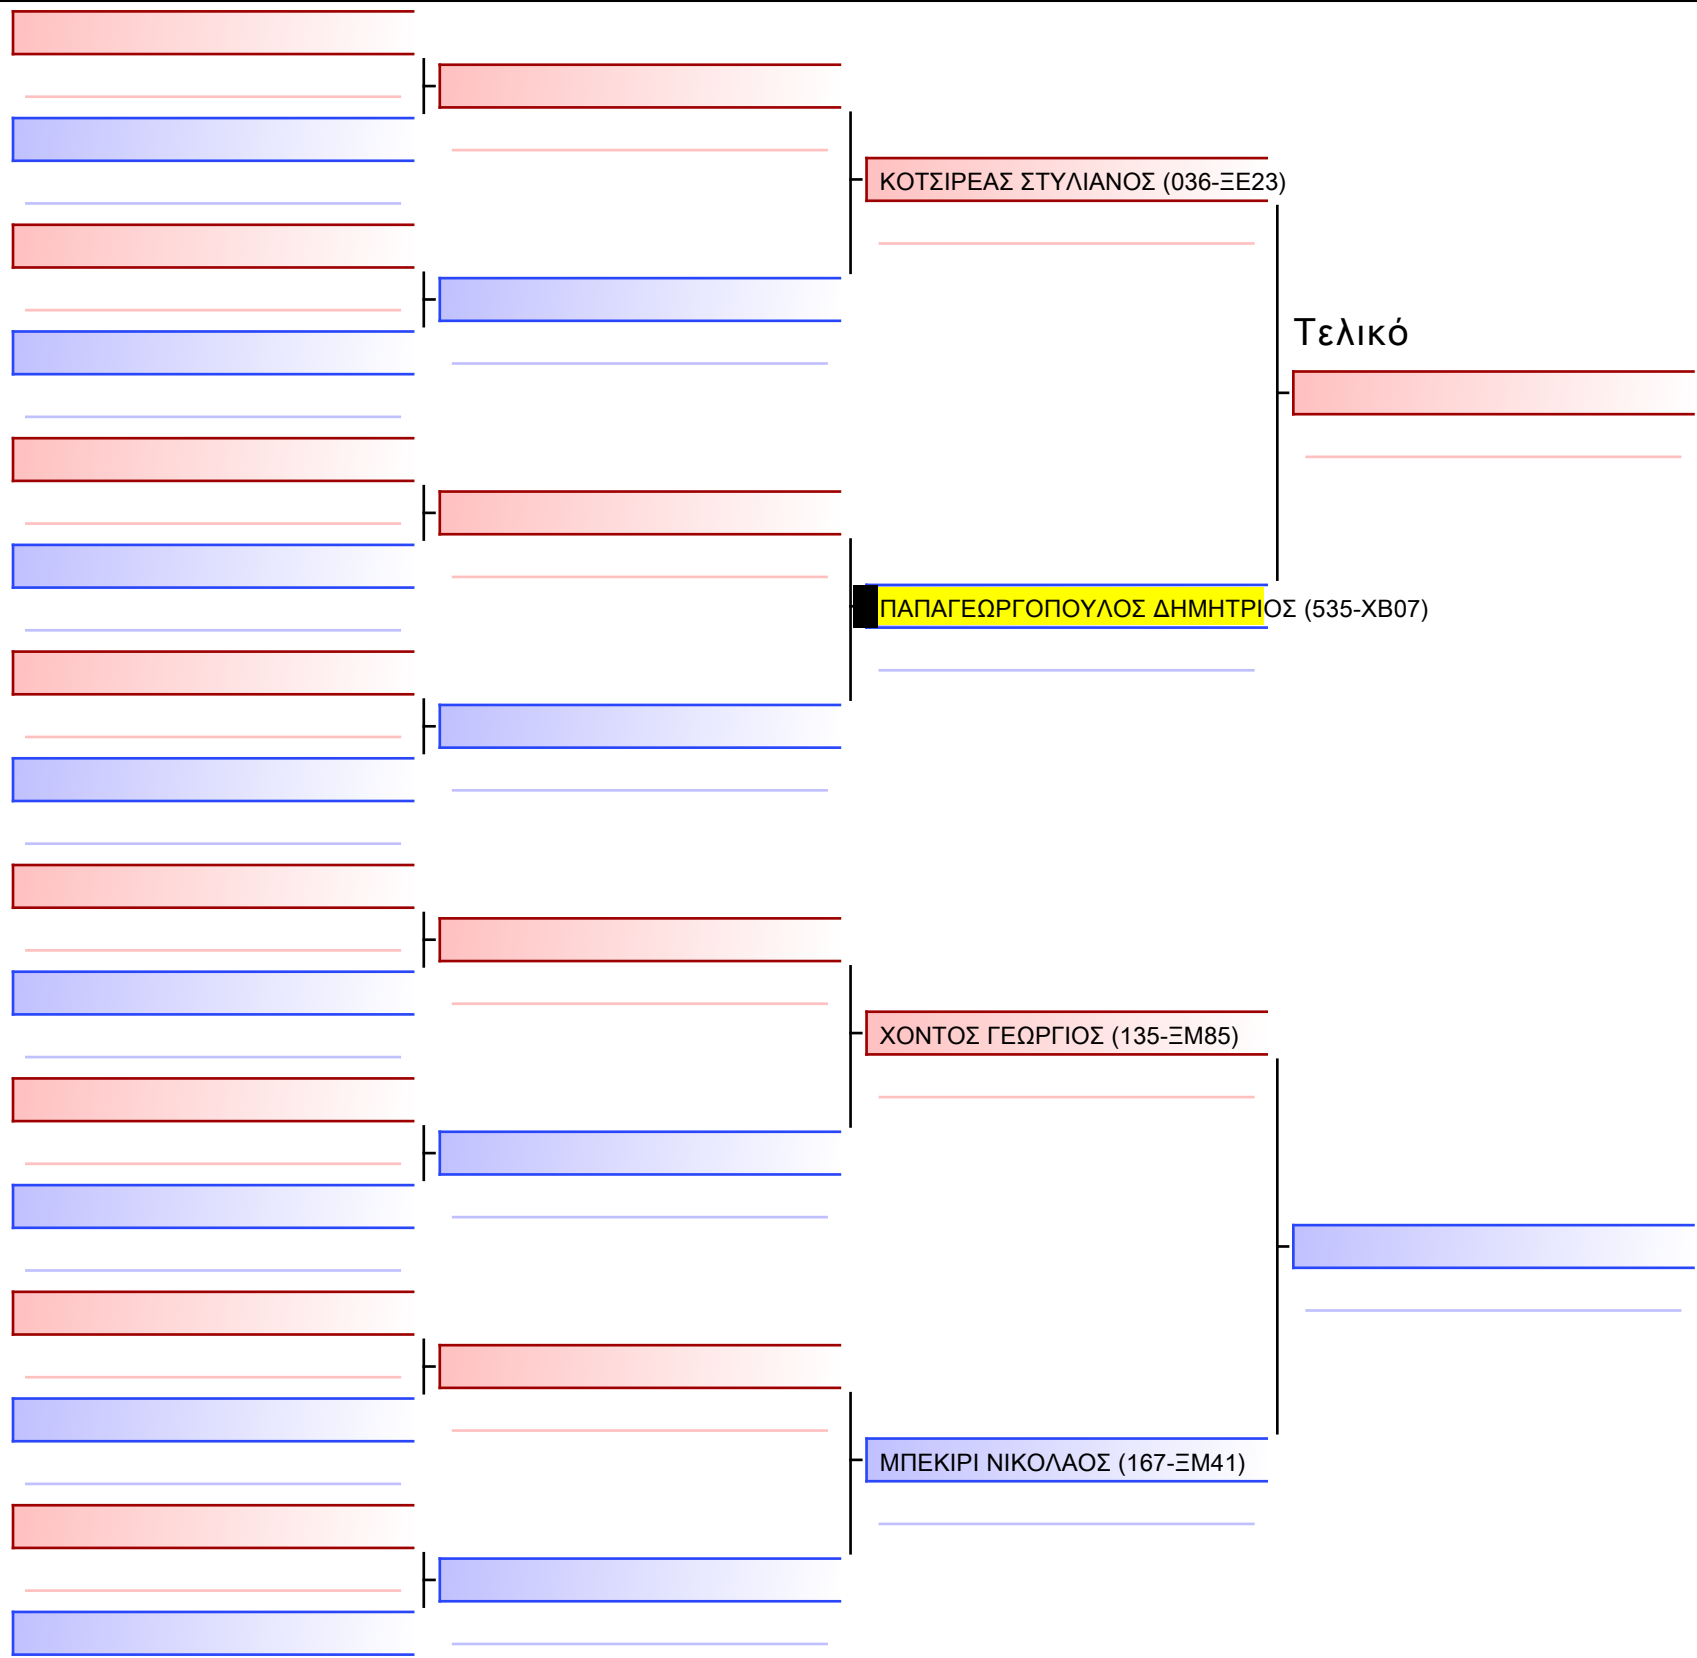 ΚΟΤΣΙΡΕΑΣ ΣΤΥΛΙΑΝΟΣ (036-ΞΕ23)
Τελικό
ΠΑΠΑΓΕΩΡΓΟΠΟΥΛΟΣ ΔΗΜΗΤΡΙΟΣ (535-ΧΒ07)
ΧΟΝΤΟΣ ΓΕΩΡΓΙΟΣ (135-ΞΜ85)
ΜΠΕΚΙΡΙ ΝΙΚΟΛΑΟΣ (167-ΞΜ41)